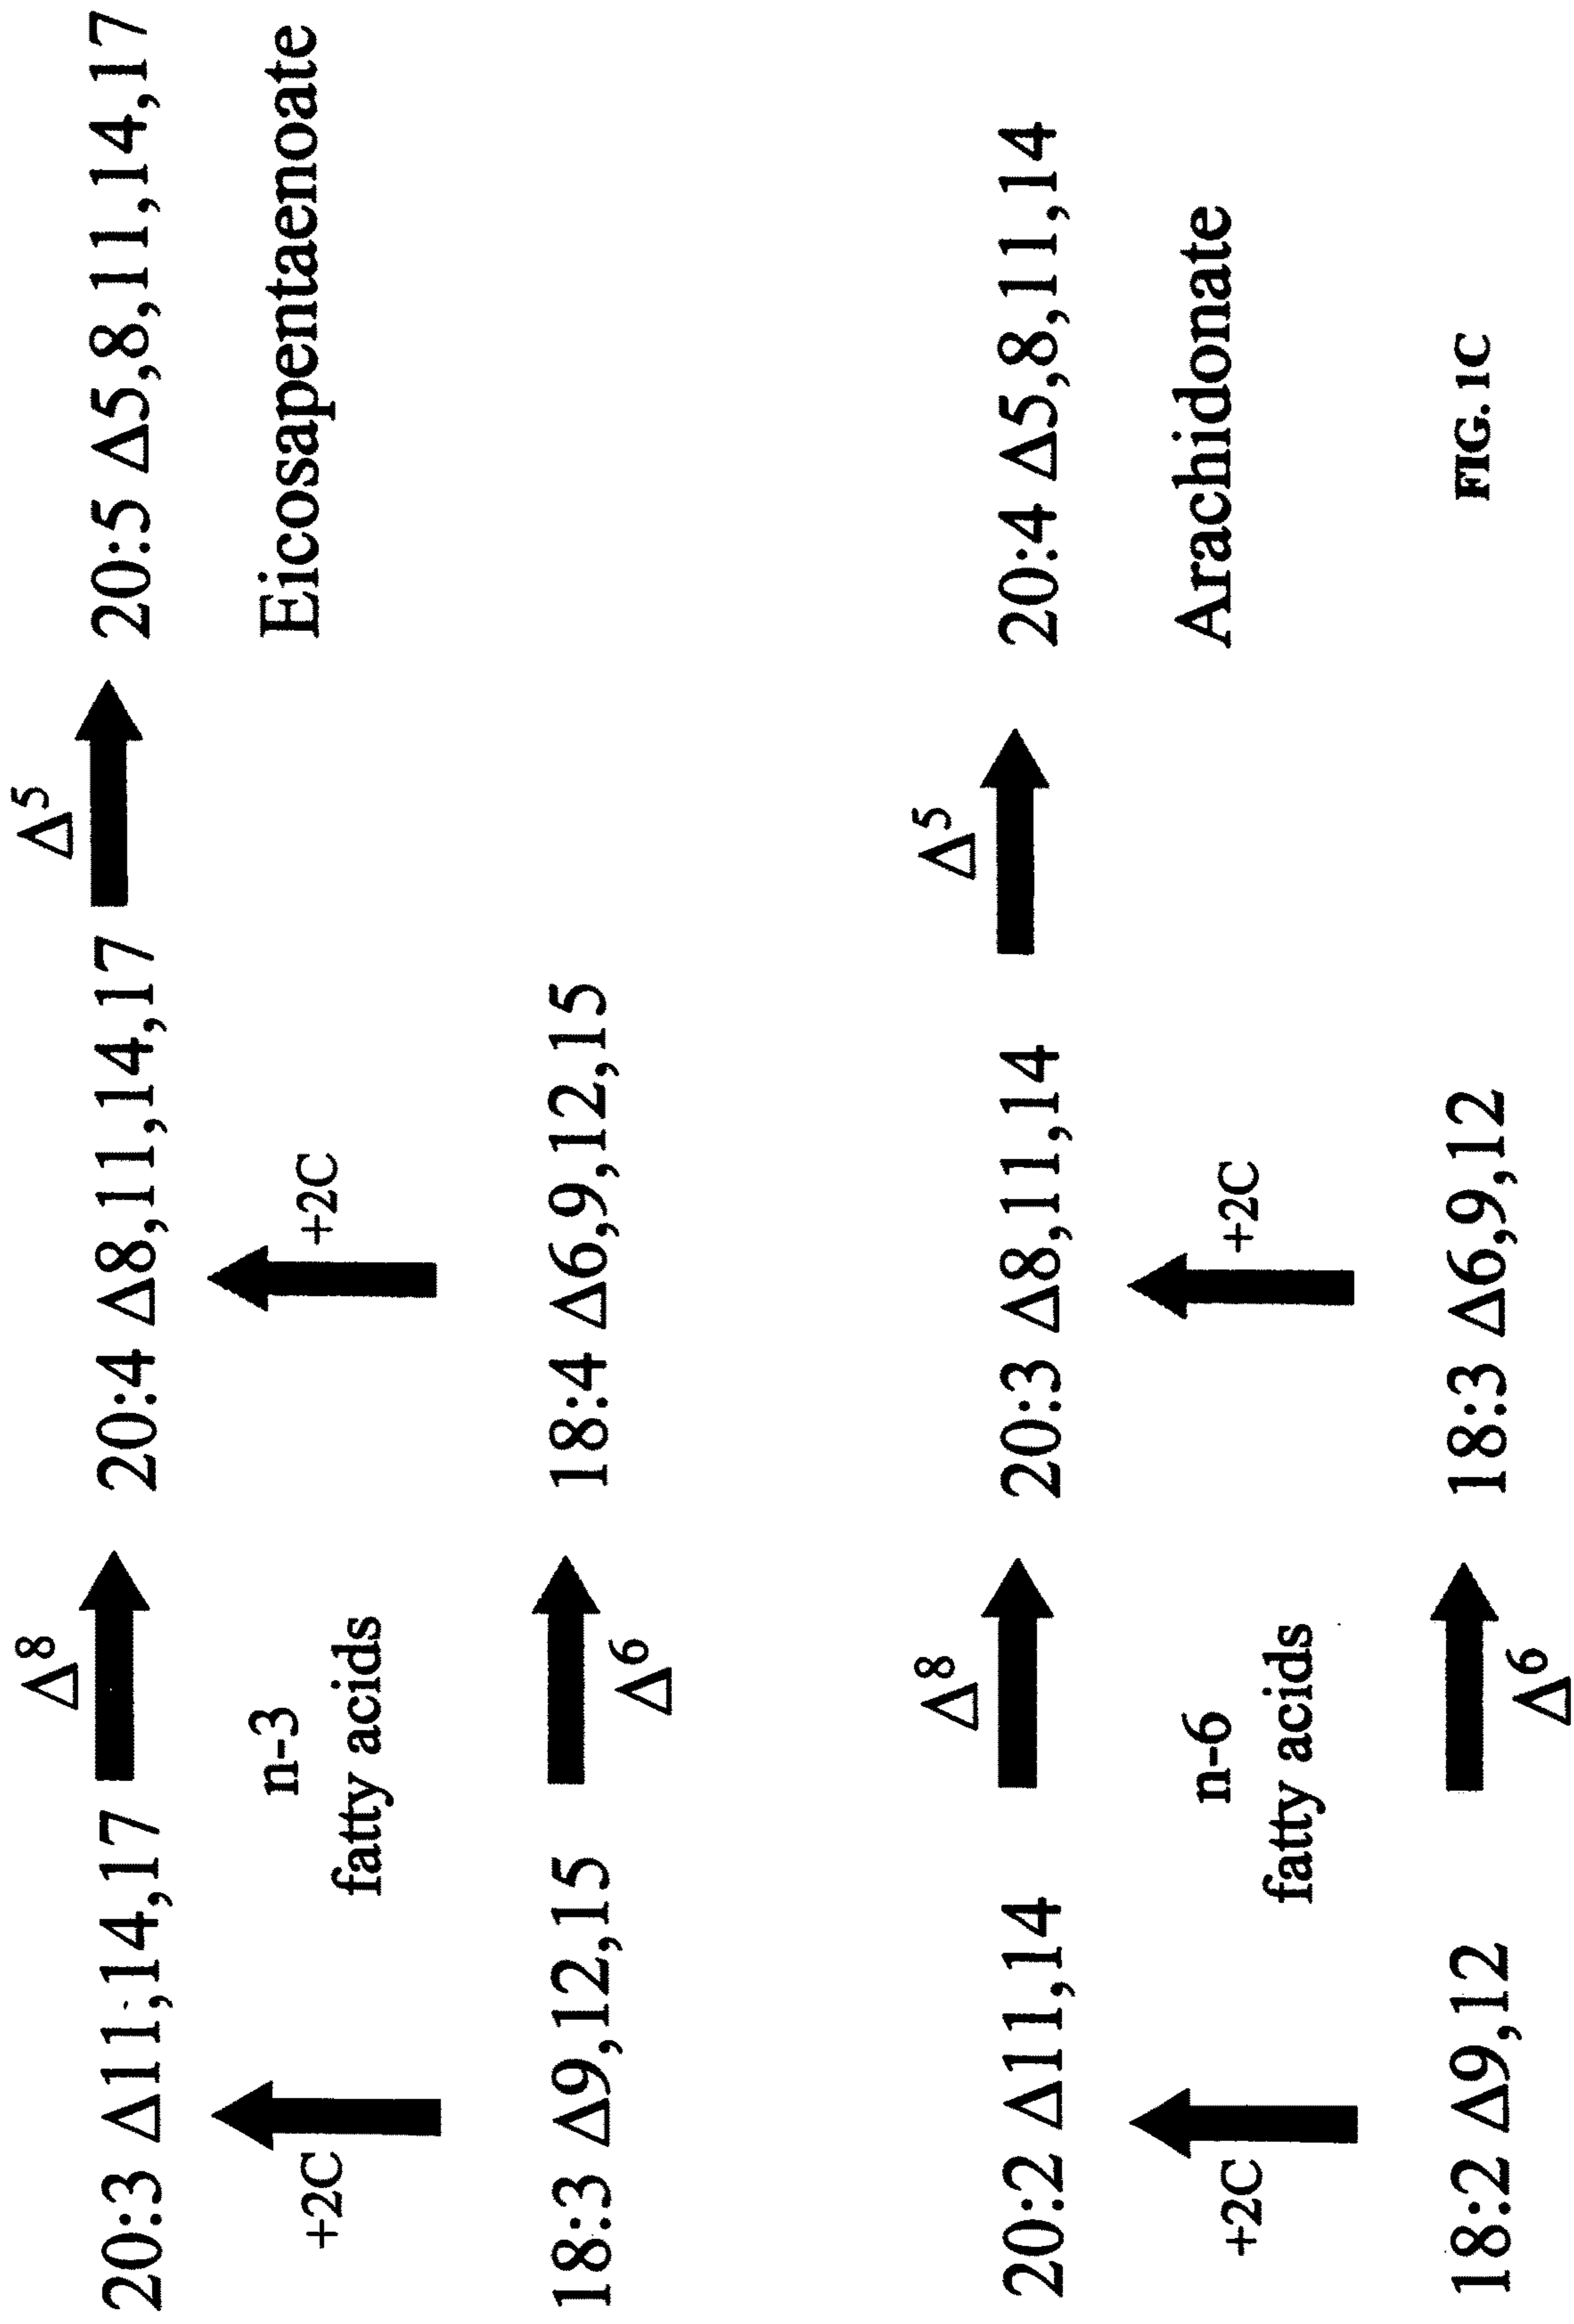 Δ8
Δ5
20:3 Δ11,14,17
20:4 Δ8,11,14,17
20:5 Δ5,8,11,14,17
+2C
n-3
fatty acids
+2C
Eicosapentaenoate
18:3 Δ9,12,15
18:4 Δ6,9,12,15
Δ6
Δ8
Δ5
20:2 Δ11,14
20:3 Δ8,11,14
20:4 Δ5,8,11,14
+2C
n-6
fatty acids
+2C
Arachidonate
18:2 Δ9,12
18:3 Δ6,9,12
Δ6
FIG. 1C